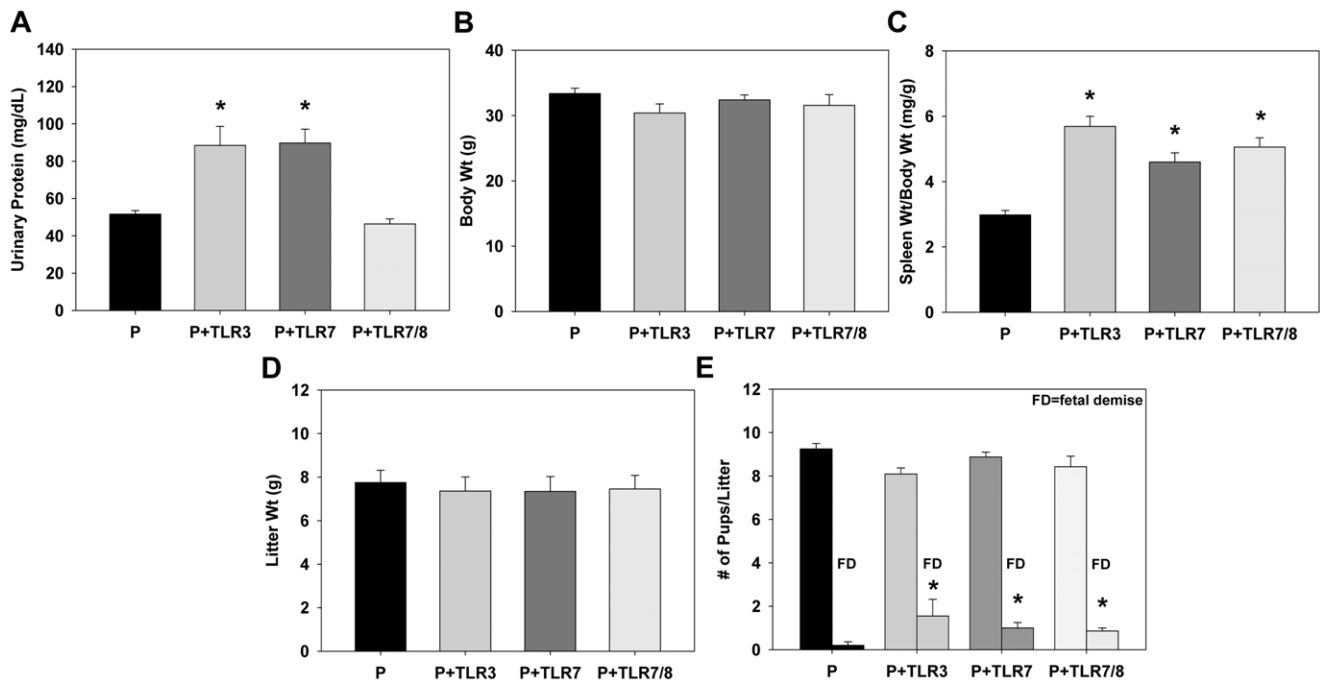 A
Urinary Protein (mg/dL)
140
120
100
80
60
40
20
0
*
*
P
P+TLR3
P+TLR7
P+TLR7/8
B
Body Wt (g)
40
30
20
10
0
P
P+TLR3
P+TLR7
P+TLR7/8
C
Spleen Wt/Body Wt (mg/g)
8
6
4
2
0
*
*
*
P
P+TLR3
P+TLR7
P+TLR7/8
D
Litter Wt (g)
12
10
8
6
4
2
0
P
P+TLR3
P+TLR7
P+TLR7/8
E
# of Pups/Litter
12
10
8
6
4
2
0
FD=fetal demise
FD
FD
*
FD
*
FD
*
P
P+TLR3
P+TLR7
P+TLR7/8